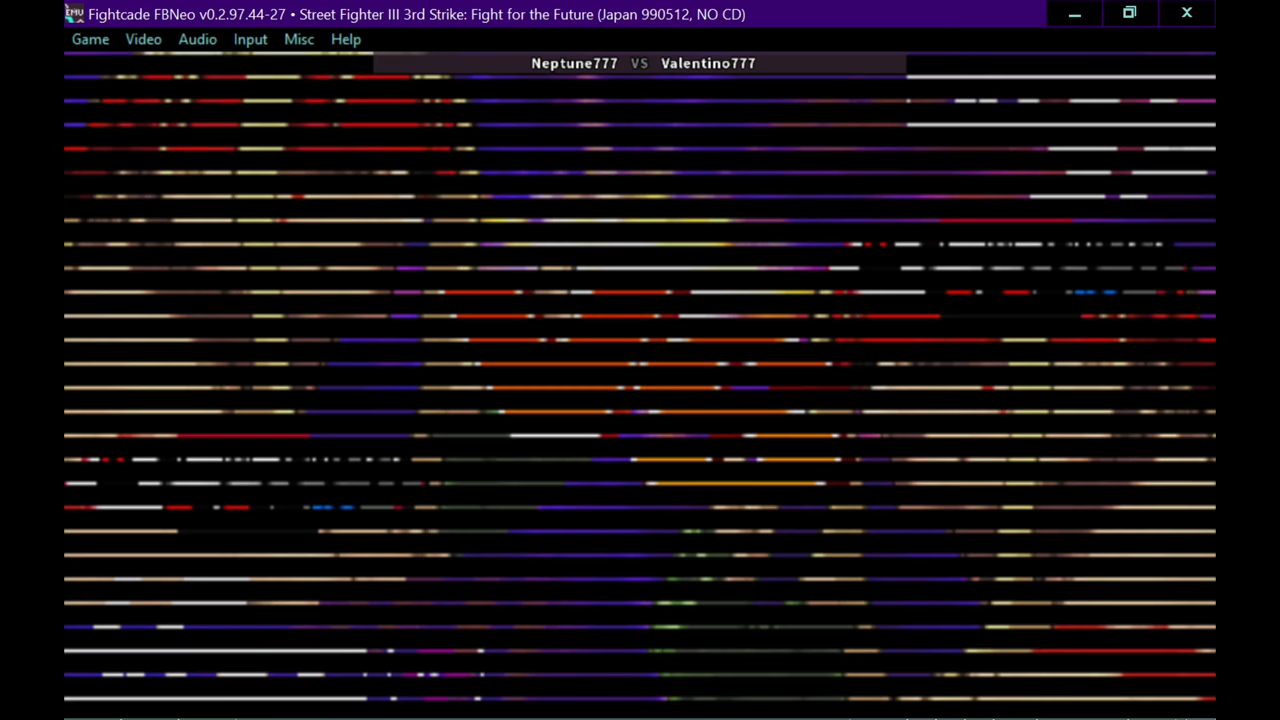 Fightcade FBNeo v0.2.97.44-27 • Street Fighter III 3rd Strike: Fight for the Future (Japan 990512, NO CD)
Game Video Audio Input Misc Help
Neptune777 VS Valentino777